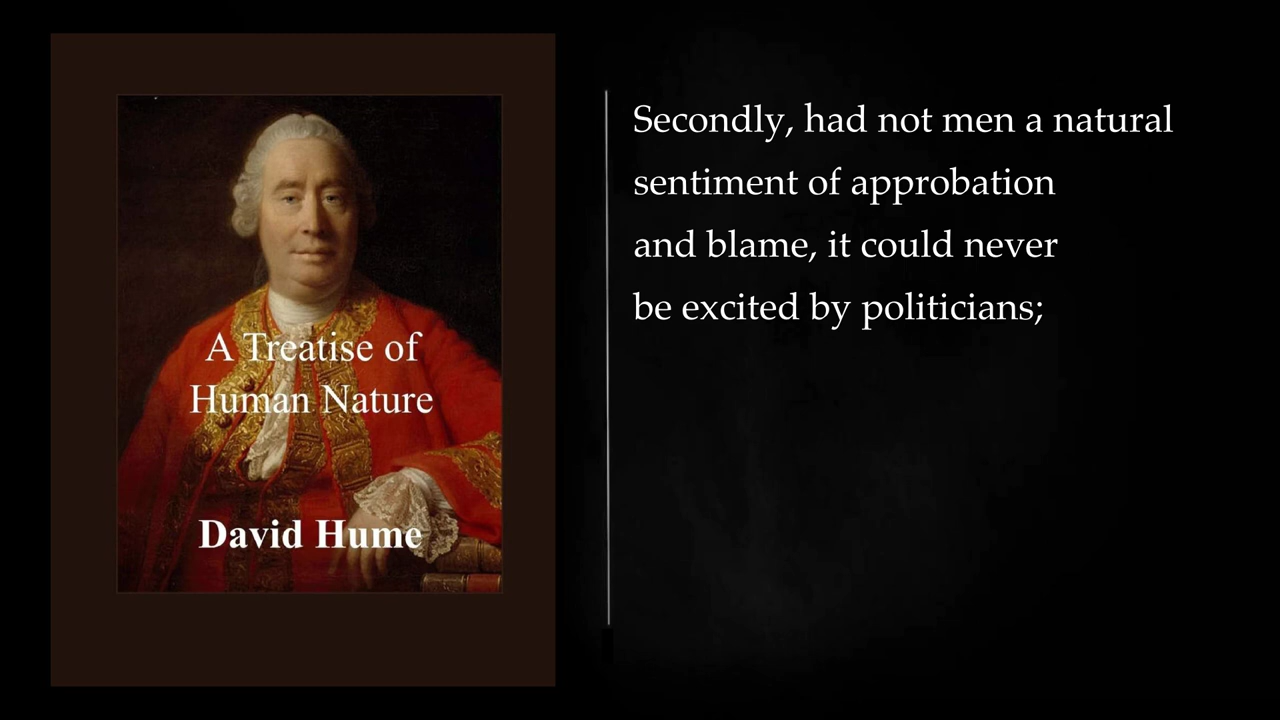 A Treatise of
Human Nature
David Hume
Secondly, had not men a natural
sentiment of approbation
and blame, it could never
be excited by politicians;